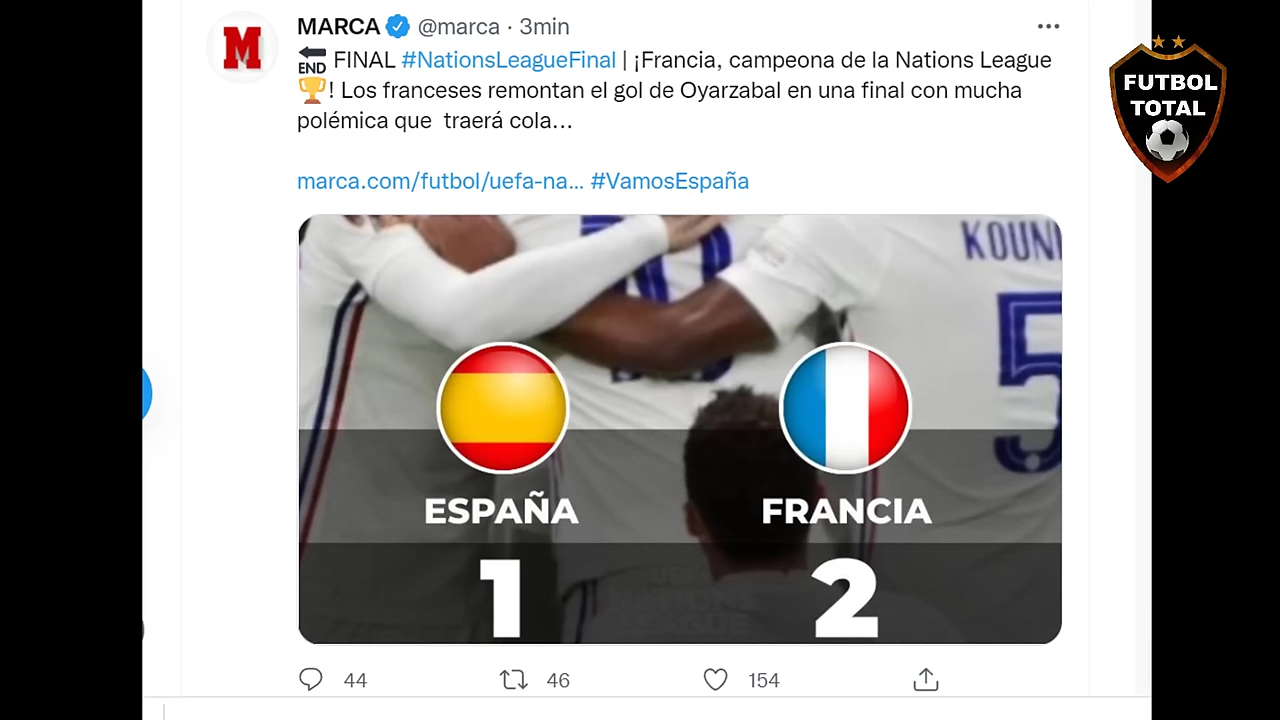 MARCA @marca · 3min
END FINAL #NationsLeagueFinal | ¡Francia, campeona de la Nations League
! Los franceses remontan el gol de Oyarzabal en una final con mucha
polémica que traerá cola...
marca.com/futbol/uefa-na... #VamosEspaña
KOUN
5
ESPAÑA
FRANCIA
1
2
44
46
154
M
FUTBOL
TOTAL